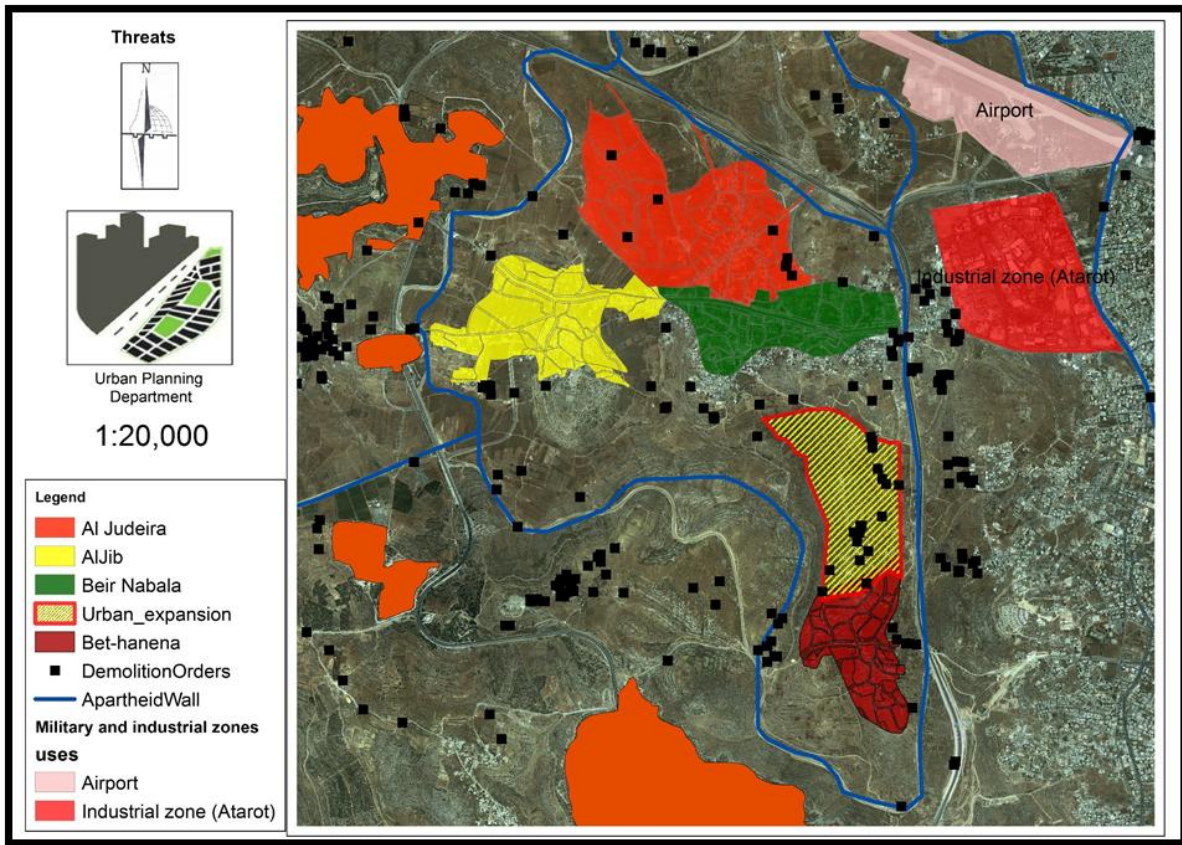 Threats
N
Urban Planning
Department
1:20,000
Legend
Al Judeira
AlJib
Beir Nabala
Urban_expansion
Bet-hanena
DemolitionOrders
ApartheidWall
Military and industrial zones
uses
Airport
Industrial zone (Atarot)
Airport
Industrial zone (Atarot)